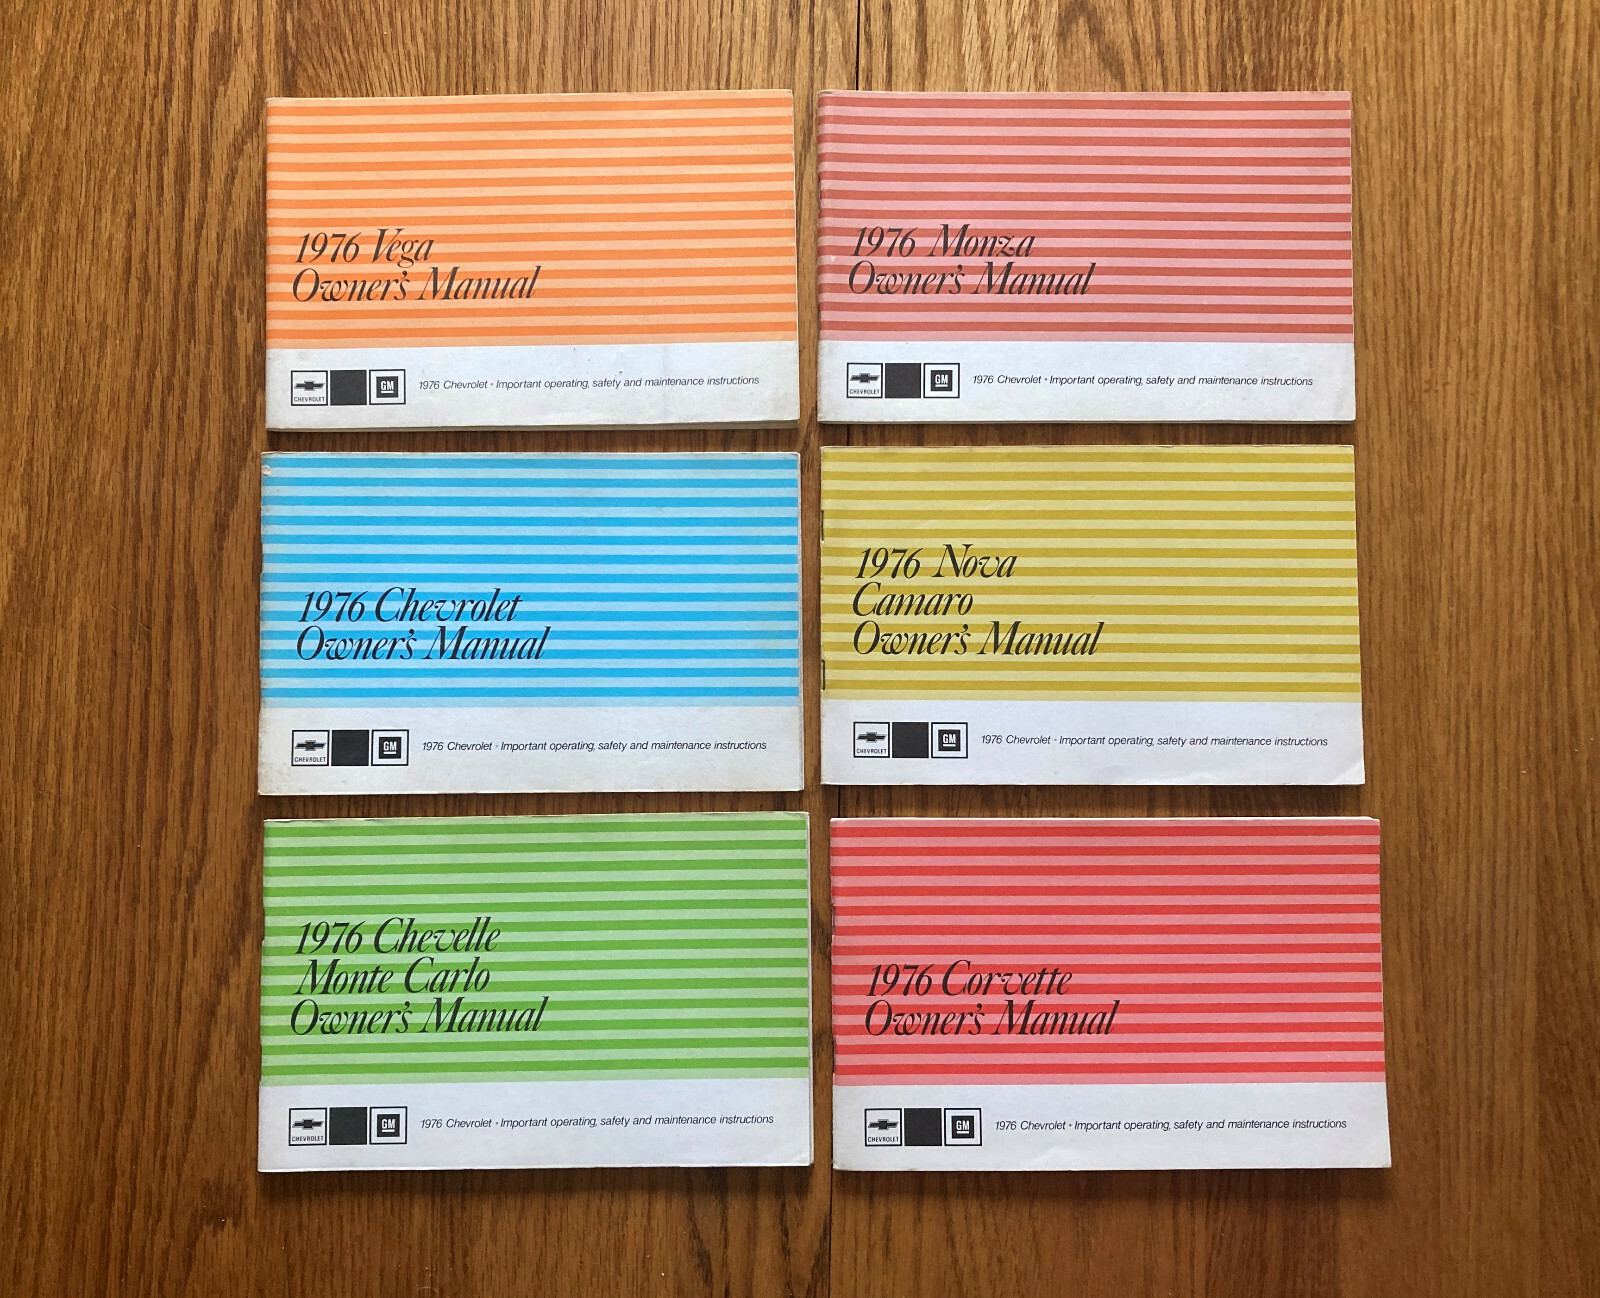 1976 Vega
Owner's Manual
CHEVROLET
GM
1976 Chevrolet • Important operating, safety and maintenance instructions
1976 Monza
Owner's Manual
CHEVROLET
GM
1976 Chevrolet • Important operating, safety and maintenance instructions
1976 Chevrolet
Owner's Manual
CHEVROLET
GM
1976 Chevrolet • Important operating, safety and maintenance instructions
1976 Nova
Camaro
Owner's Manual
CHEVROLET
GM
1976 Chevrolet • Important operating, safety and maintenance instructions
1976 Chevelle
Monte Carlo
Owner's Manual
CHEVROLET
GM
1976 Chevrolet • Important operating, safety and maintenance instructions
1976 Corvette
Owner's Manual
CHEVROLET
GM
1976 Chevrolet • Important operating, safety and maintenance instructions